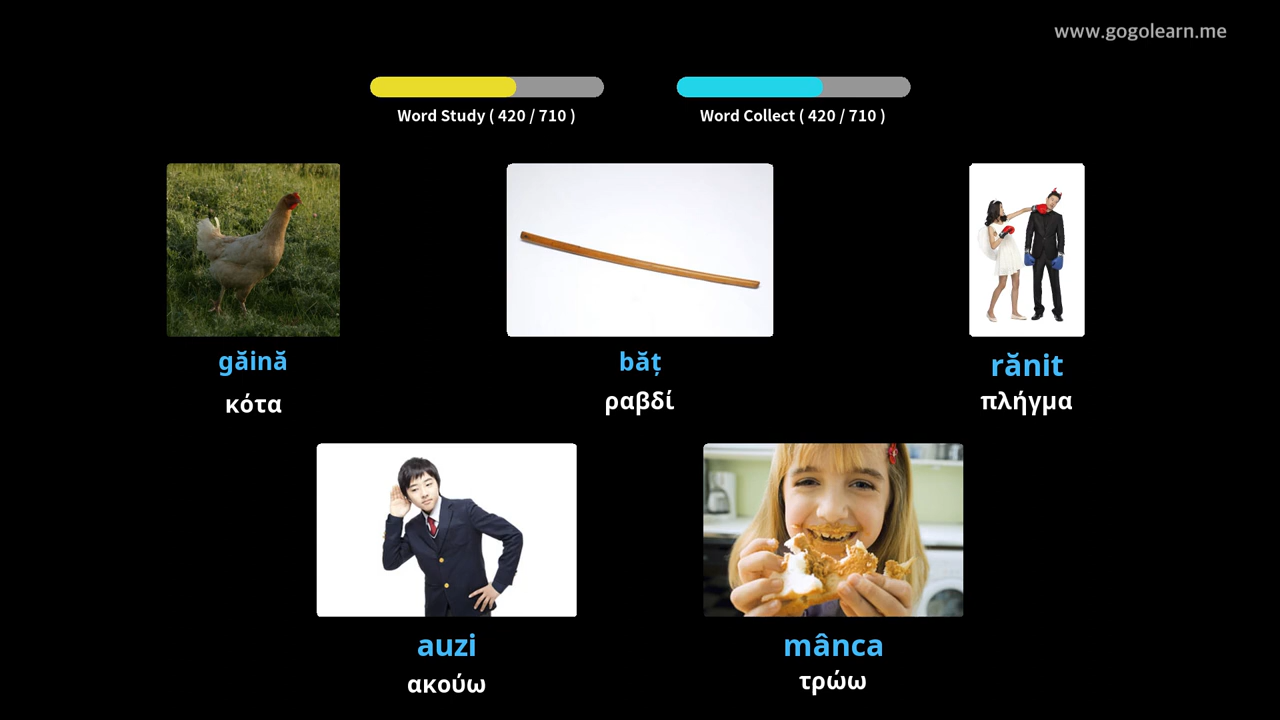 www.gogolearn.me
Word Study ( 420 / 710 )
Word Collect ( 420 / 710 )
găină
κότα
băț
ραβδί
rănit
πλήγμα
auzi
ακούω
mânca
τρώω